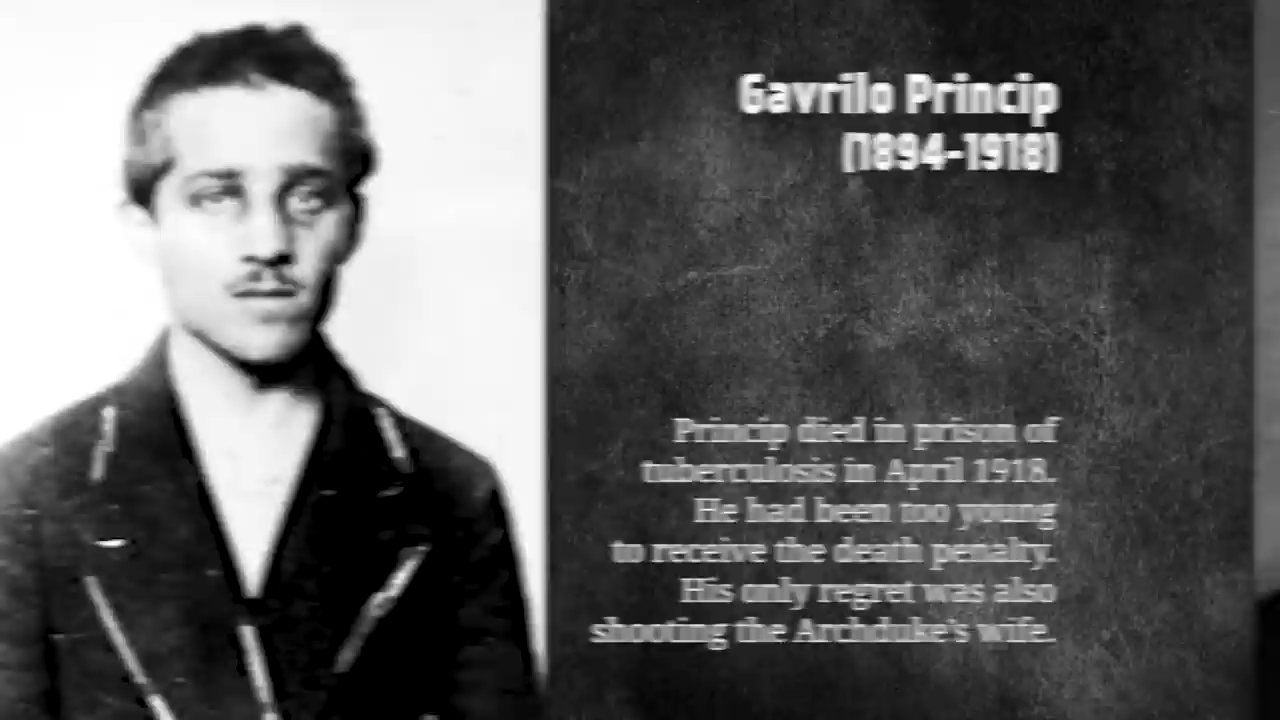 Gavrilo Princip
(1894-1918)
Princip died in prison of
tuberculosis in April 1918.
He had been too young
to receive the death penalty.
His only regret was also
shooting the Archduke's wife.